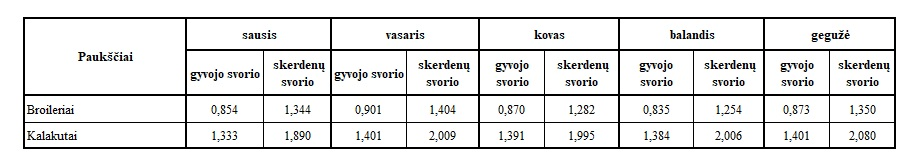 Paukščiai sausis vasaris kovas balandis gegužė
gyvojo svorio skerdenų svorio gyvojo svorio skerdenų svorio gyvojo svorio skerdenų svorio gyvojo svorio skerdenų svorio gyvojo svorio skerdenų svorio
Broileriai 0,854 1,344 0,901 1,404 0,870 1,282 0,835 1,254 0,873 1,350
Kalakutai 1,333 1,890 1,401 2,009 1,391 1,995 1,384 2,006 1,401 2,080